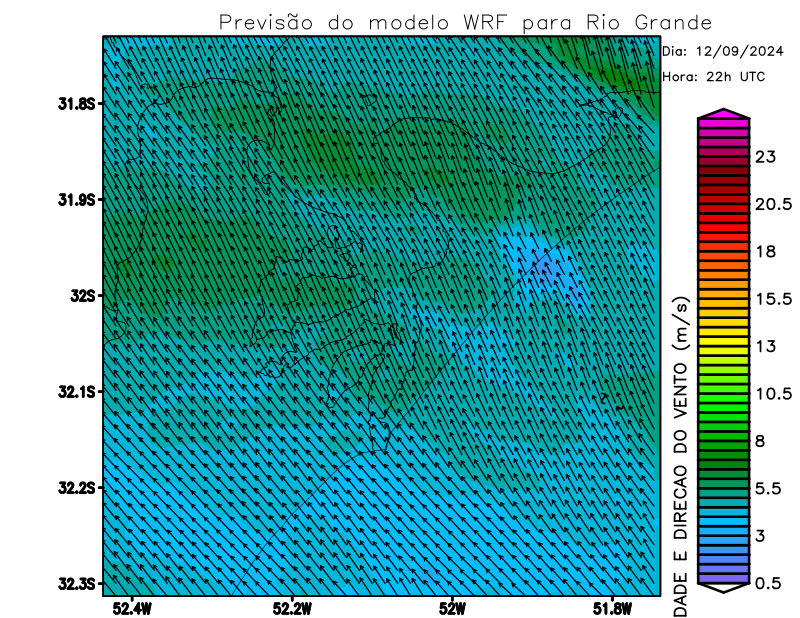 Previsão do modelo WRF para Rio Grande
Dia: 12/09/2024
Hora: 22h UTC
31.8S
31.9S
32S
32.1S
32.2S
32.3S
52.4W
52.2W
52W
51.8W
DADE E DIRECAO DO VENTO (m/s)
23
20.5
18
15.5
13
10.5
8
5.5
3
0.5